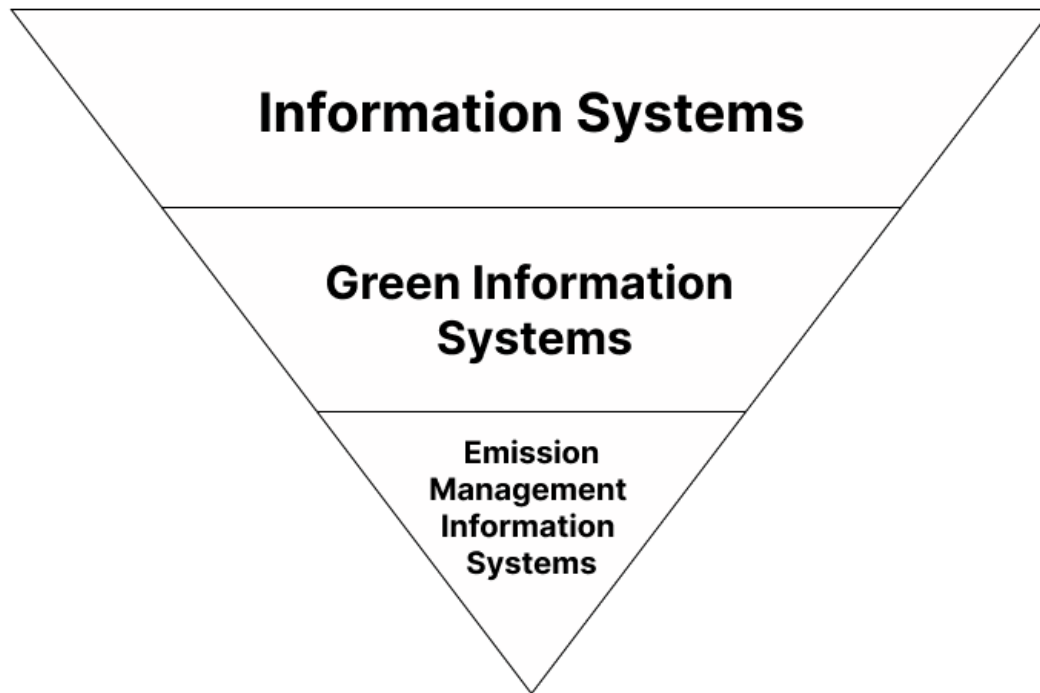 Information Systems
Green Information
Systems
Emission
Management
Information
Systems